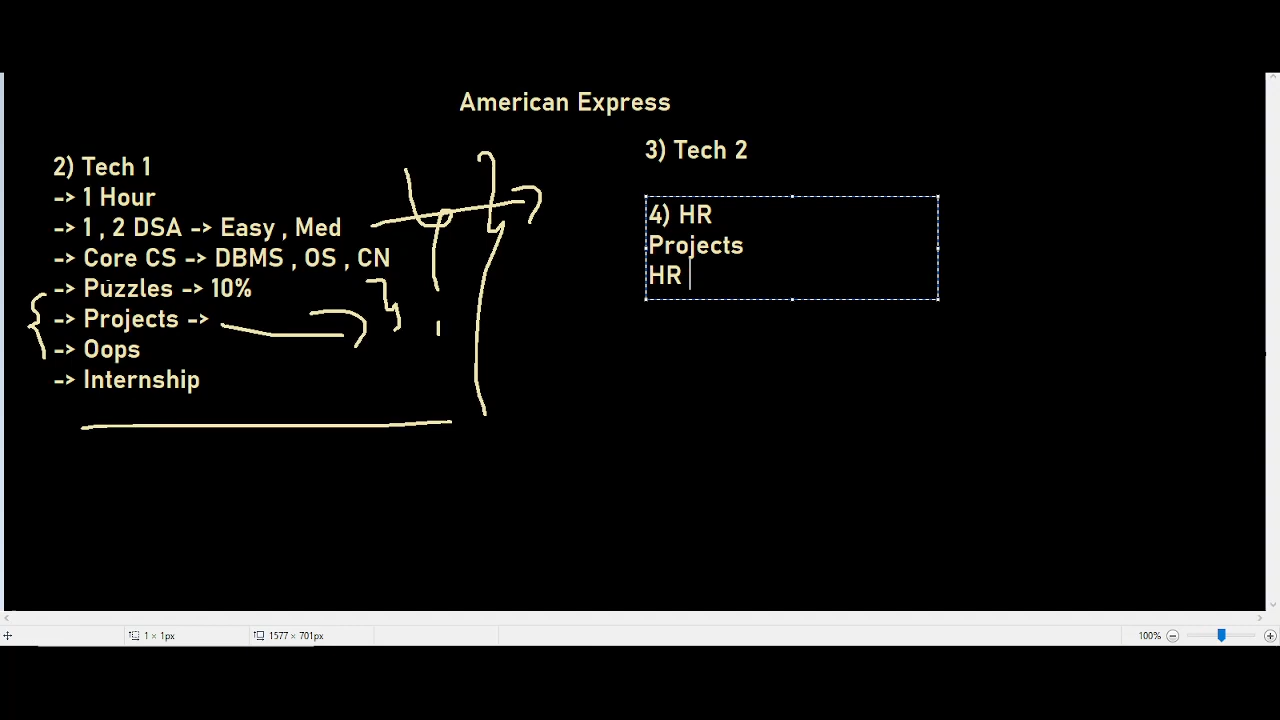 American Express
2) Tech 1
-> 1 Hour
-> 1 , 2 DSA -> Easy , Med
-> Core CS -> DBMS , OS , CN
-> Puzzles -> 10%
-> Projects ->
-> Oops
-> Internship
3) Tech 2
4) HR
Projects
HR
1 × 1px
1577 × 701px
100%